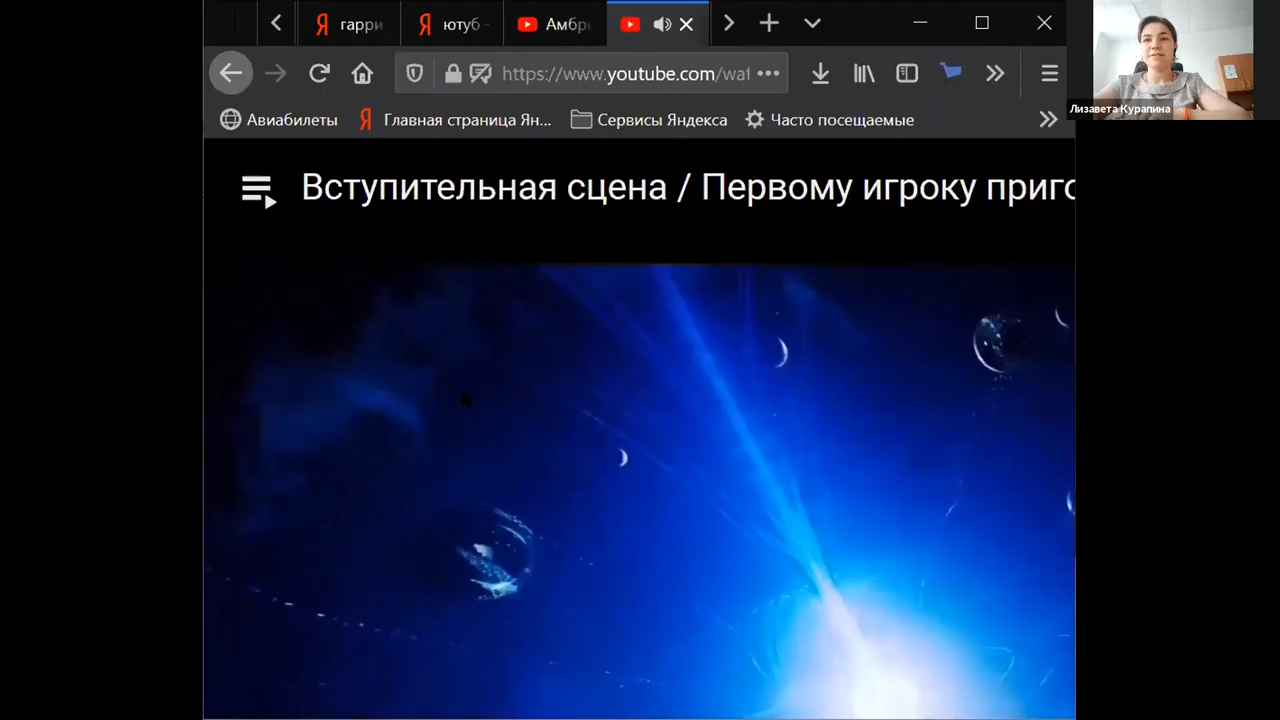 гарри
ютуб -
Амбри
https://www.youtube.com/wat
Авиабилеты
Главная страница Ян...
Сервисы Яндекса
Часто посещаемые
Лизавета Курапина
Вступительная сцена / Первому игроку приго